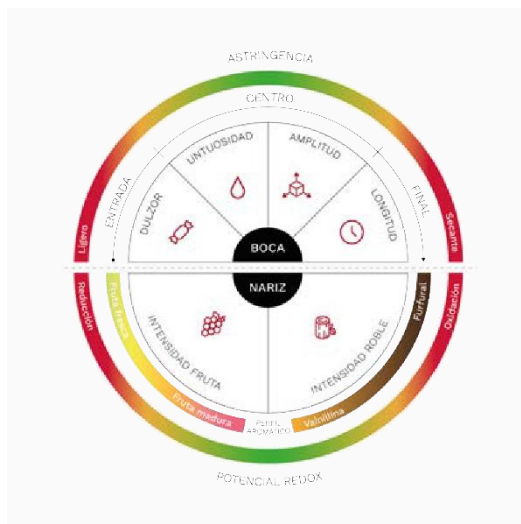 ASTRINGENCIA
CENTRO
ENTRADA
FINAL
DULZOR
UNTUOSIDAD
AMPLITUD
LONGITUD
Ligero
Secante
BOCA
NARIZ
Reducción
Fruta fresca
Furfural
Oxidación
INTENSIDAD FRUTA
INTENSIDAD ROBLE
Fruta madura
PERFIL
AROMÁTICO
Vainillina
POTENCIAL REDOX